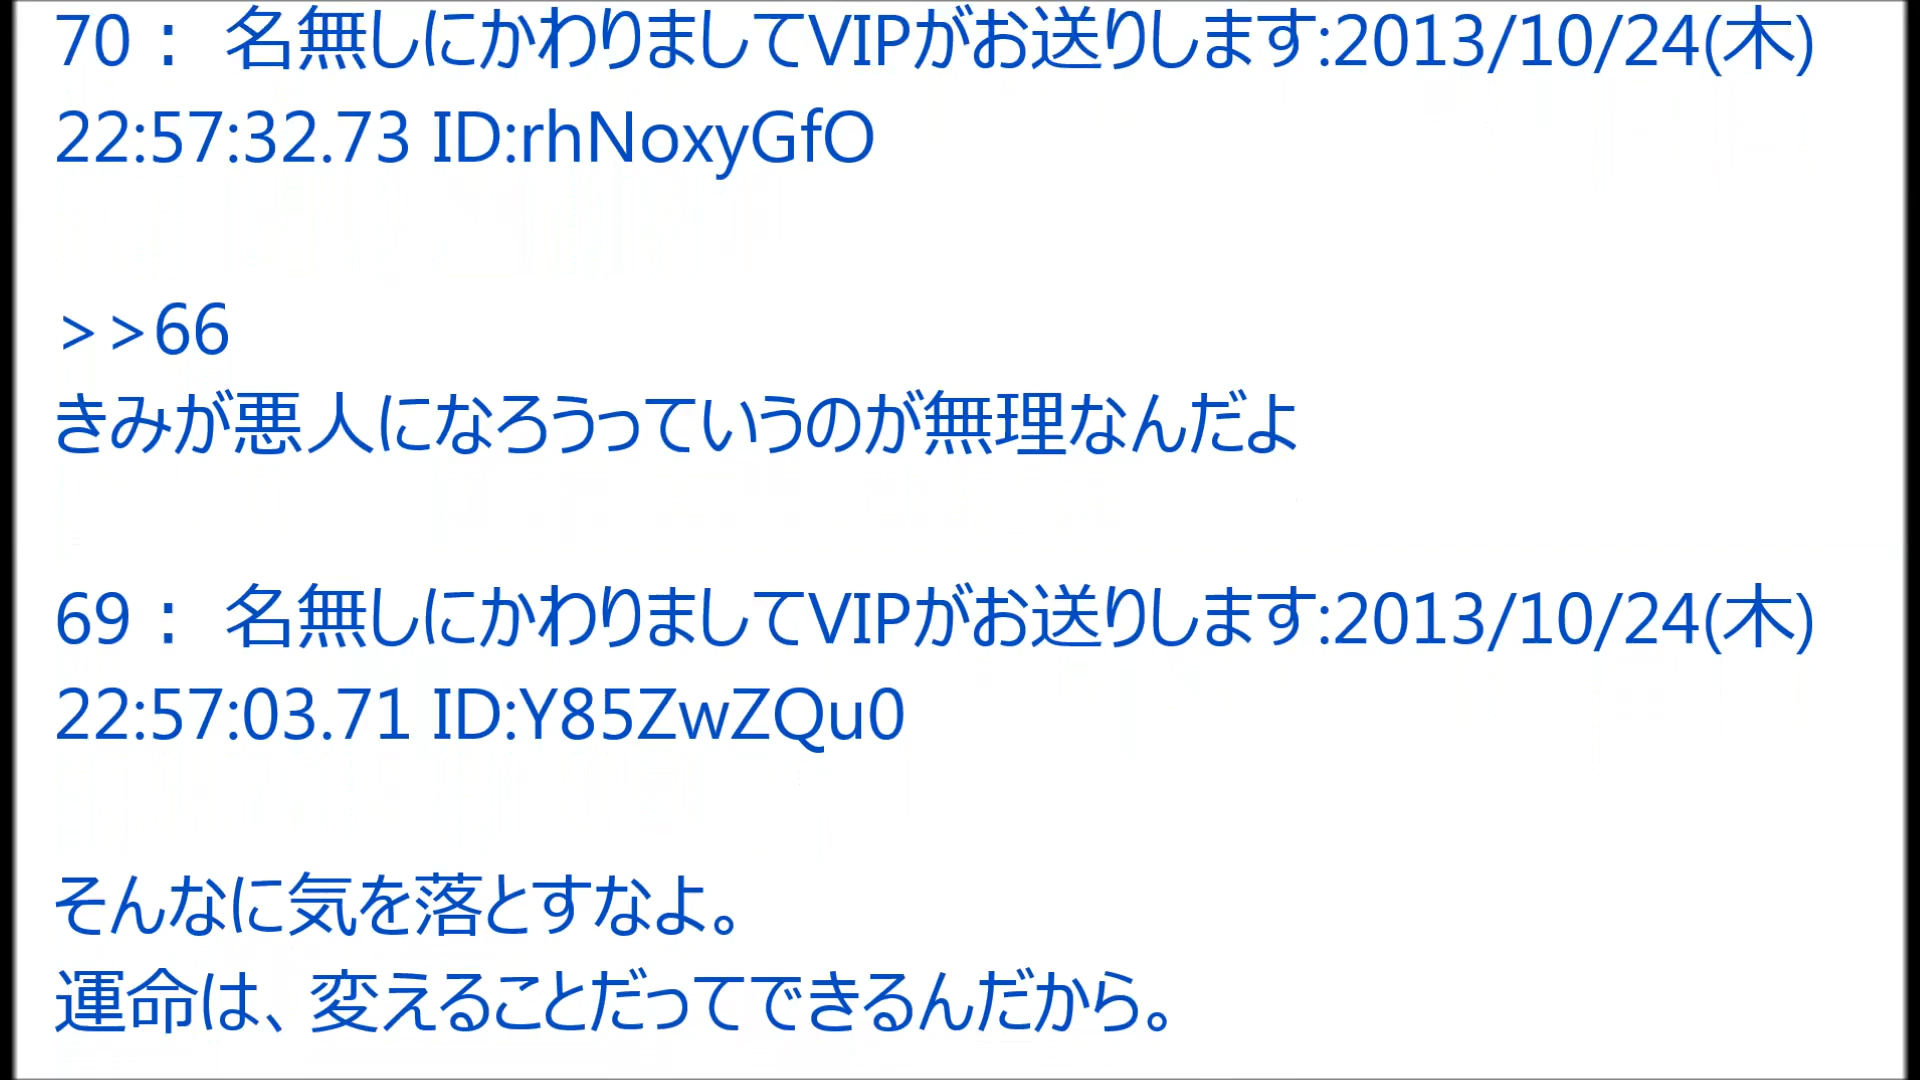 70： 名無しにかわりましてVIPがお送りします:2013/10/24(木)
22:57:32.73 ID:rhNoxyGfO
>>66
きみが悪人になろうっていうのが無理なんだよ
69： 名無しにかわりましてVIPがお送りします:2013/10/24(木)
22:57:03.71 ID:Y85ZwZQu0
そんなに気を落とすなよ。
運命は、変えることだってできるんだから。